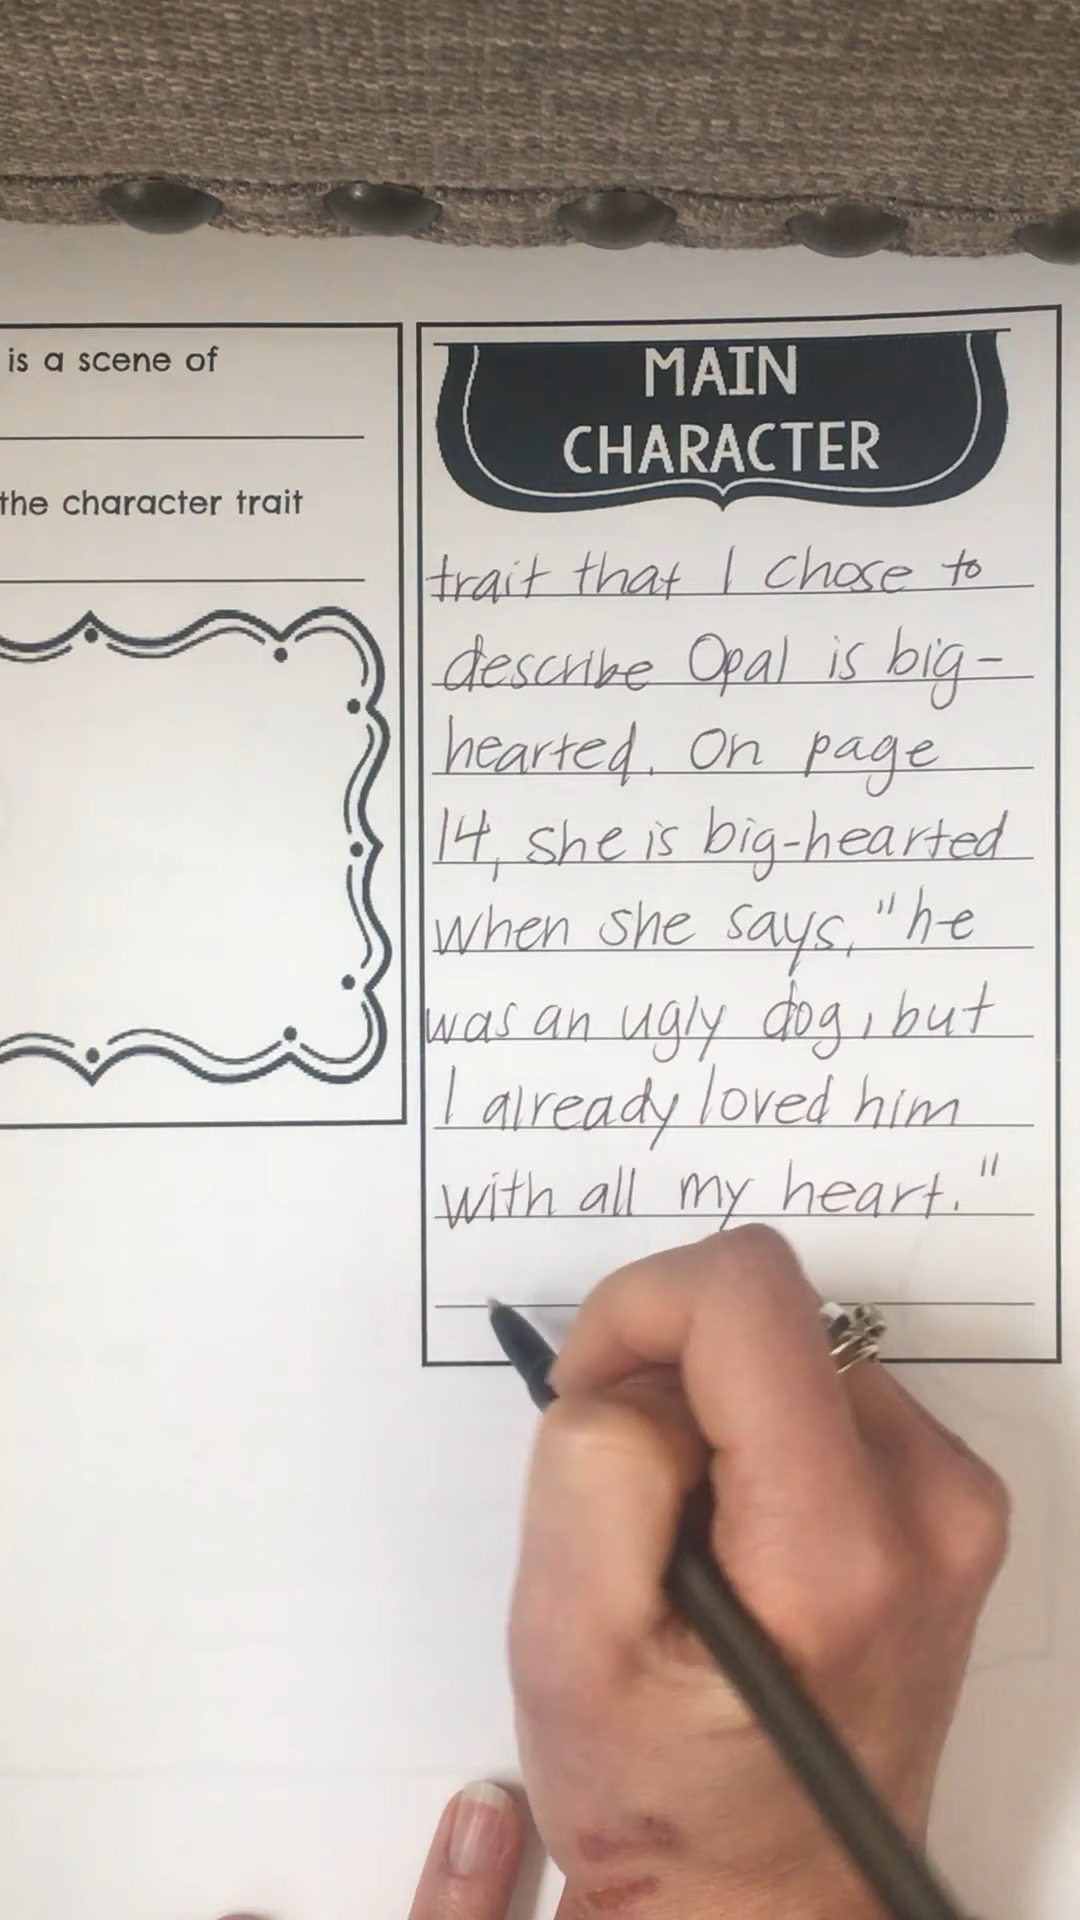 is a scene of
the character trait
MAIN
CHARACTER
trait that I chose to
describe Opal is big-
hearted. On page
14, she is big-hearted
when she says, "he
was an ugly dog, but
I already loved him
with all my heart."